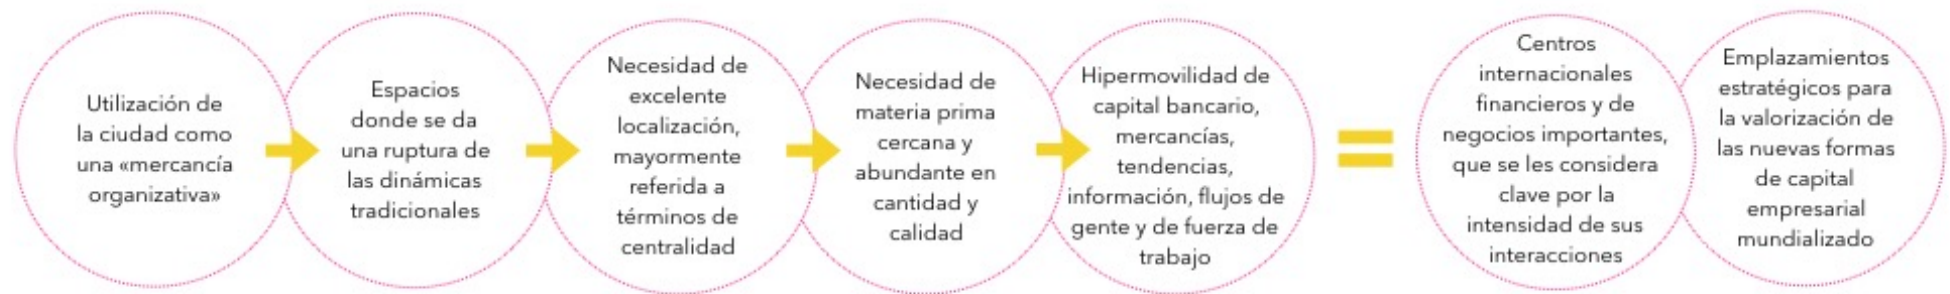 Utilización de
la ciudad como
una «mercancía
organizativa»
Espacios
donde se da
una ruptura de
las dinámicas
tradicionales
Necesidad de
excelente
localización,
mayormente
referida a
términos de
centralidad
Necesidad de
materia prima
cercana y
abundante en
cantidad y
calidad
Hipermovilidad de
capital bancario,
mercancías,
tendencias,
información, flujos de
gente y de fuerza de
trabajo
=
Centros
internacionales
financieros y de
negocios importantes,
que se les considera
clave por la
intensidad de sus
interacciones
Emplazamientos
estratégicos para
la valorización de
las nuevas formas
de capital
empresarial
mundializado